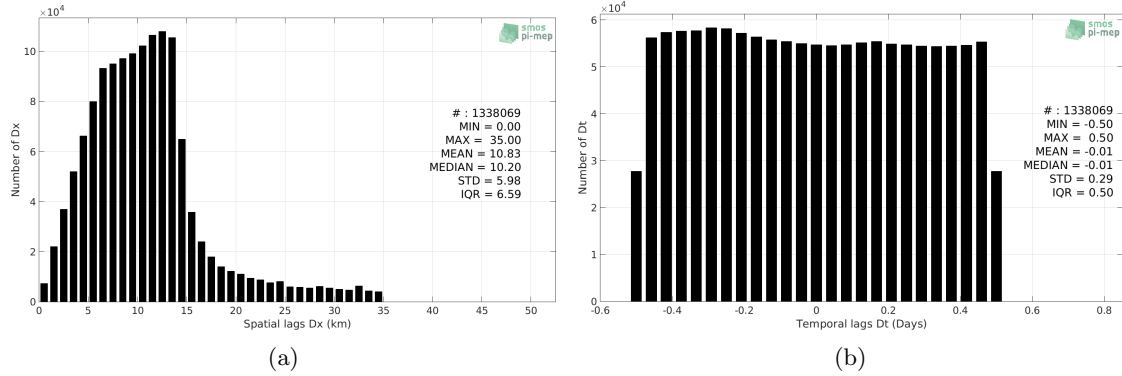 ×10⁴
10
8
6
4
2
0
Number of Dx
0 5 10 15 20 25 30 35 40 45 50
Spatial lags Dx (km)
smos
pi-mep
# : 1338069
MIN = 0.00
MAX = 35.00
MEAN = 10.83
MEDIAN = 10.20
STD = 5.98
IQR = 6.59
(a)
×10⁴
6
5
4
3
2
1
0
Number of Dt
-0.6 -0.4 -0.2 0 0.2 0.4 0.6 0.8
Temporal lags Dt (Days)
smos
pi-mep
# : 1338069
MIN = -0.50
MAX = 0.50
MEAN = -0.01
MEDIAN = -0.01
STD = 0.29
IQR = 0.50
(b)